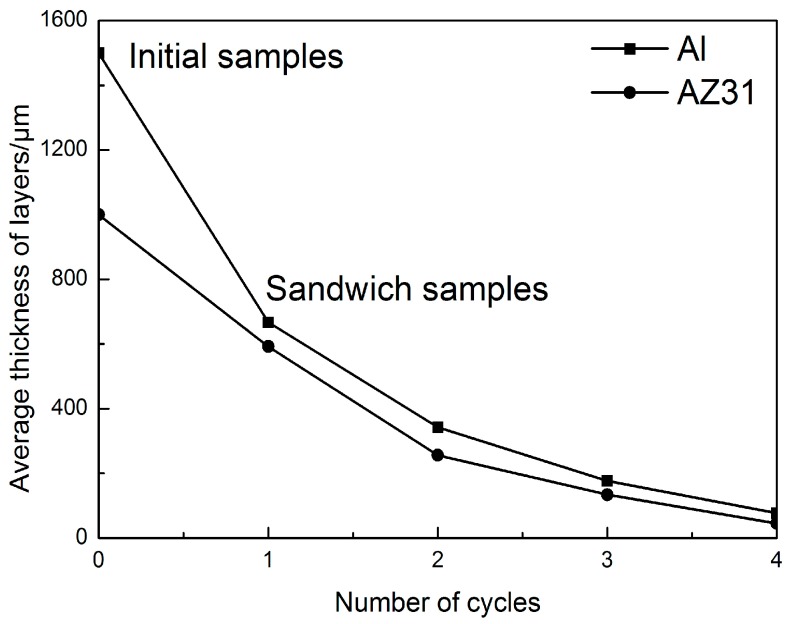 1600
1200
800
400
0
Average thickness of layers/μm
Initial samples
Al
AZ31
Sandwich samples
0 1 2 3 4
Number of cycles